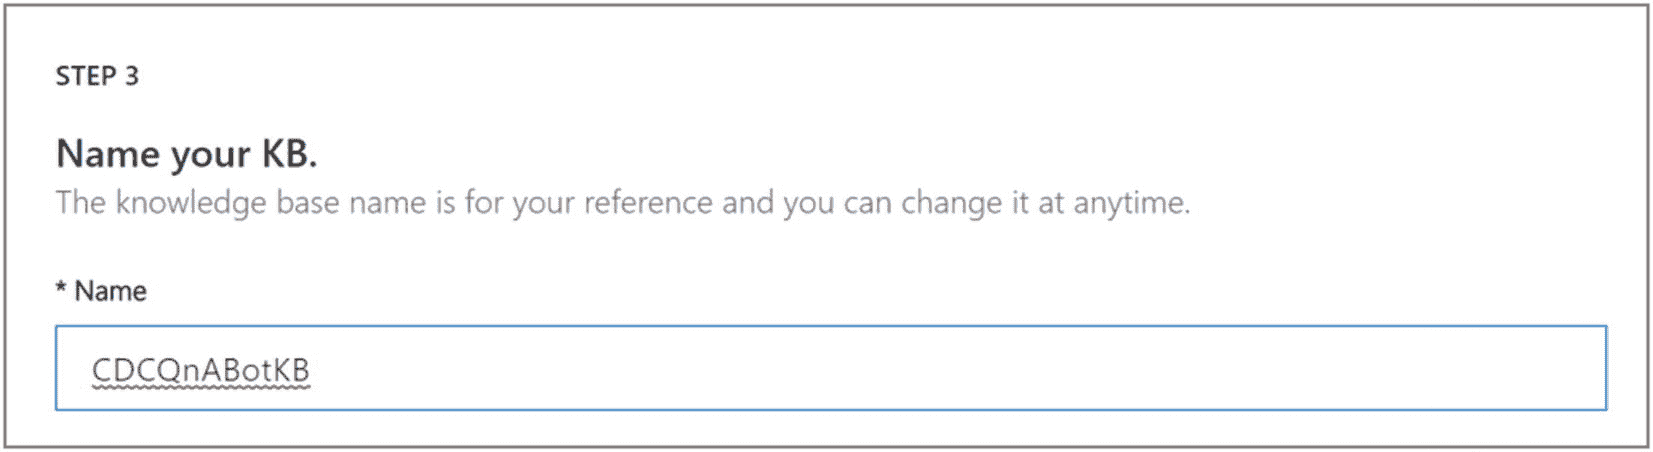 STEP 3
Name your KB.
The knowledge base name is for your reference and you can change it at anytime.
* Name
CDCQnABotKB